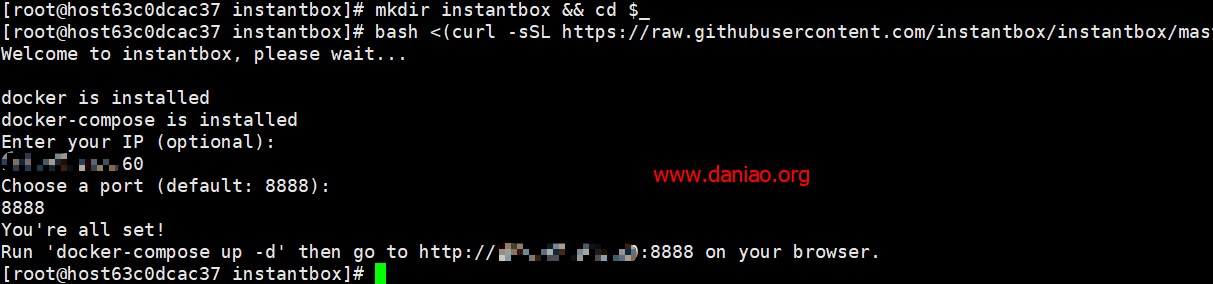 [root@host63c0dcac37 instantbox]# mkdir instantbox && cd $_
[root@host63c0dcac37 instantbox]# bash <(curl -sSL https://raw.githubusercontent.com/instantbox/instantbox/mas
Welcome to instantbox, please wait...
docker is installed
docker-compose is installed
Enter your IP (optional):
60
www.daniao.org
Choose a port (default: 8888):
8888
You're all set!
Run 'docker-compose up -d' then go to http:// :8888 on your browser.
[root@host63c0dcac37 instantbox]#